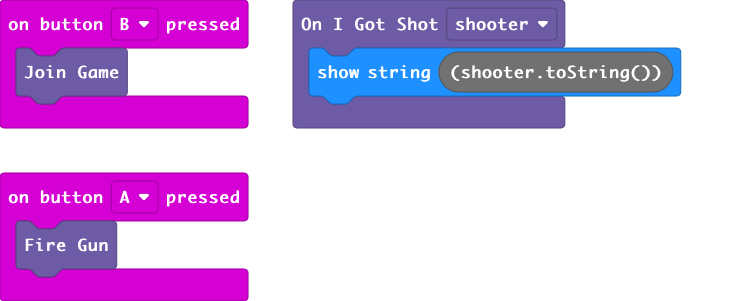 on button B pressed
Join Game
On I Got Shot shooter
show string (shooter.toString())
on button A pressed
Fire Gun